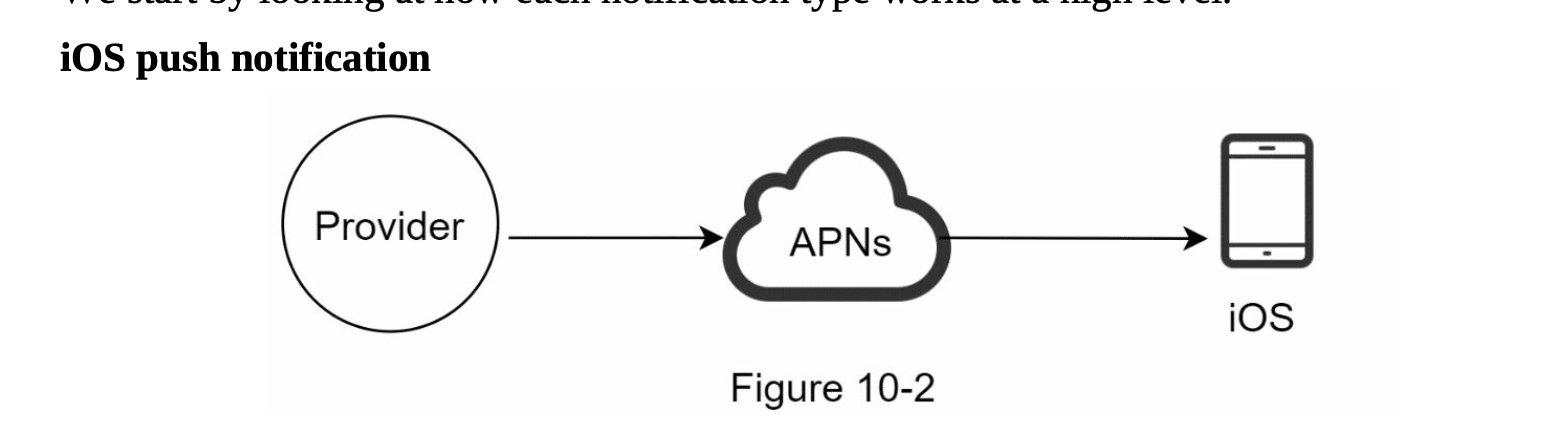 We start by looking at how each notification type works at a high level.
iOS push notification
Provider
APNs
iOS
Figure 10-2